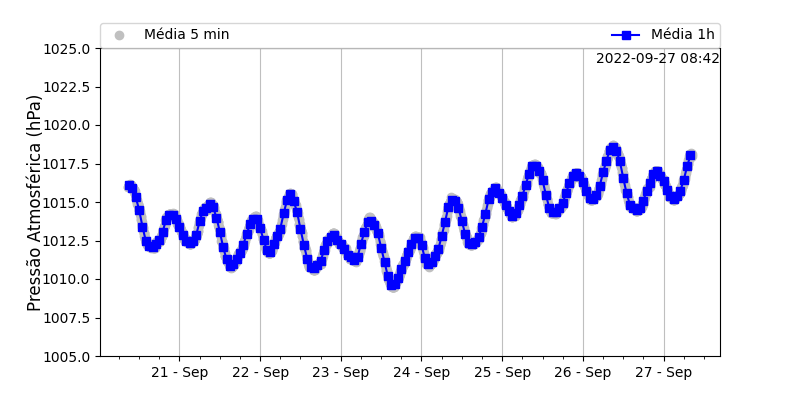 Média 5 min
Média 1h
2022-09-27 08:42
Pressão Atmosférica (hPa)
1025.0
1022.5
1020.0
1017.5
1015.0
1012.5
1010.0
1007.5
1005.0
21 - Sep
22 - Sep
23 - Sep
24 - Sep
25 - Sep
26 - Sep
27 - Sep